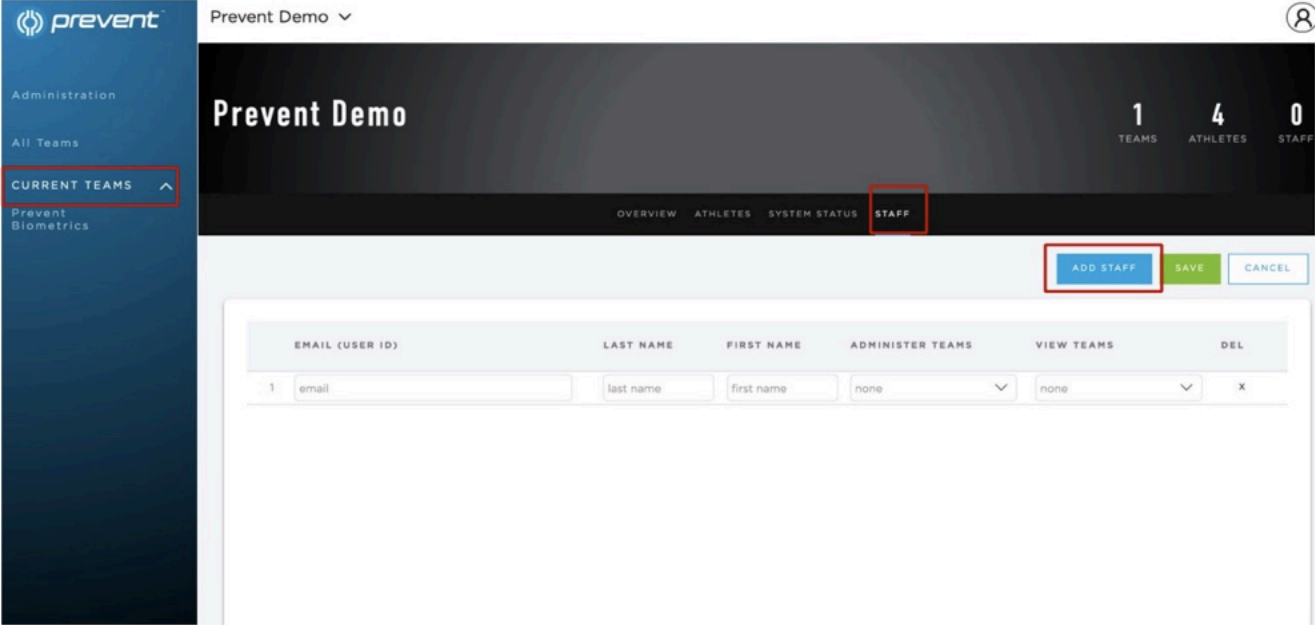 prevent™
Prevent Demo
Administration
All Teams
CURRENT TEAMS
Prevent
Biometrics
Prevent Demo
1 4 0
TEAMS ATHLETES STAFF
OVERVIEW ATHLETES SYSTEM STATUS STAFF
ADD STAFF SAVE CANCEL
EMAIL (USER ID) LAST NAME FIRST NAME ADMINISTER TEAMS VIEW TEAMS DEL
1 email last name first name none none x